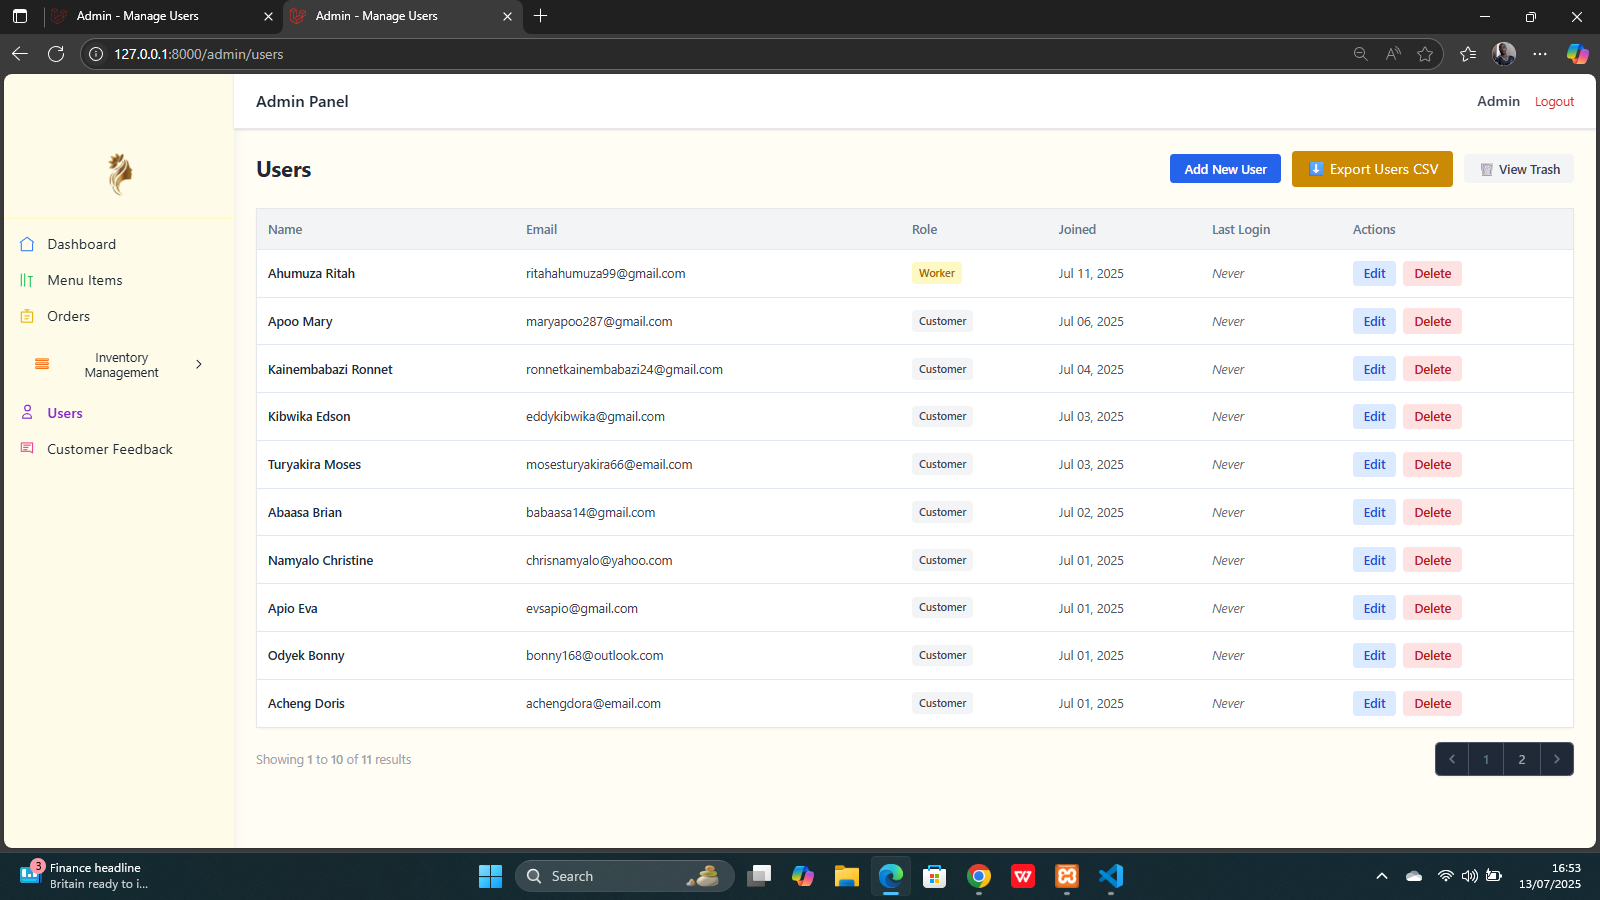 Admin - Manage Users
Admin - Manage Users
127.0.0.1:8000/admin/users
Admin Panel
Admin Logout
Users
Add New User
Export Users CSV
View Trash
Dashboard
Menu Items
Orders
Inventory
Management
Users
Customer Feedback
Name Email Role Joined Last Login Actions
Ahumuza Ritah ritahahumuza99@gmail.com Worker Jul 11, 2025 Never Edit Delete
Apoo Mary maryapoo287@gmail.com Customer Jul 06, 2025 Never Edit Delete
Kainembabazi Ronnet ronnetkainembabazi24@gmail.com Customer Jul 04, 2025 Never Edit Delete
Kibwika Edson eddykibwika@gmail.com Customer Jul 03, 2025 Never Edit Delete
Turyakira Moses mosesturyakira66@email.com Customer Jul 03, 2025 Never Edit Delete
Abaasa Brian babaasa14@gmail.com Customer Jul 02, 2025 Never Edit Delete
Namyalo Christine chrisnamyalo@yahoo.com Customer Jul 01, 2025 Never Edit Delete
Apio Eva evsapio@gmail.com Customer Jul 01, 2025 Never Edit Delete
Odyek Bonny bonny168@outlook.com Customer Jul 01, 2025 Never Edit Delete
Acheng Doris achengdora@email.com Customer Jul 01, 2025 Never Edit Delete
Showing 1 to 10 of 11 results
1 2
3
Finance headline
Britain ready to i...
Search
16:53
13/07/2025